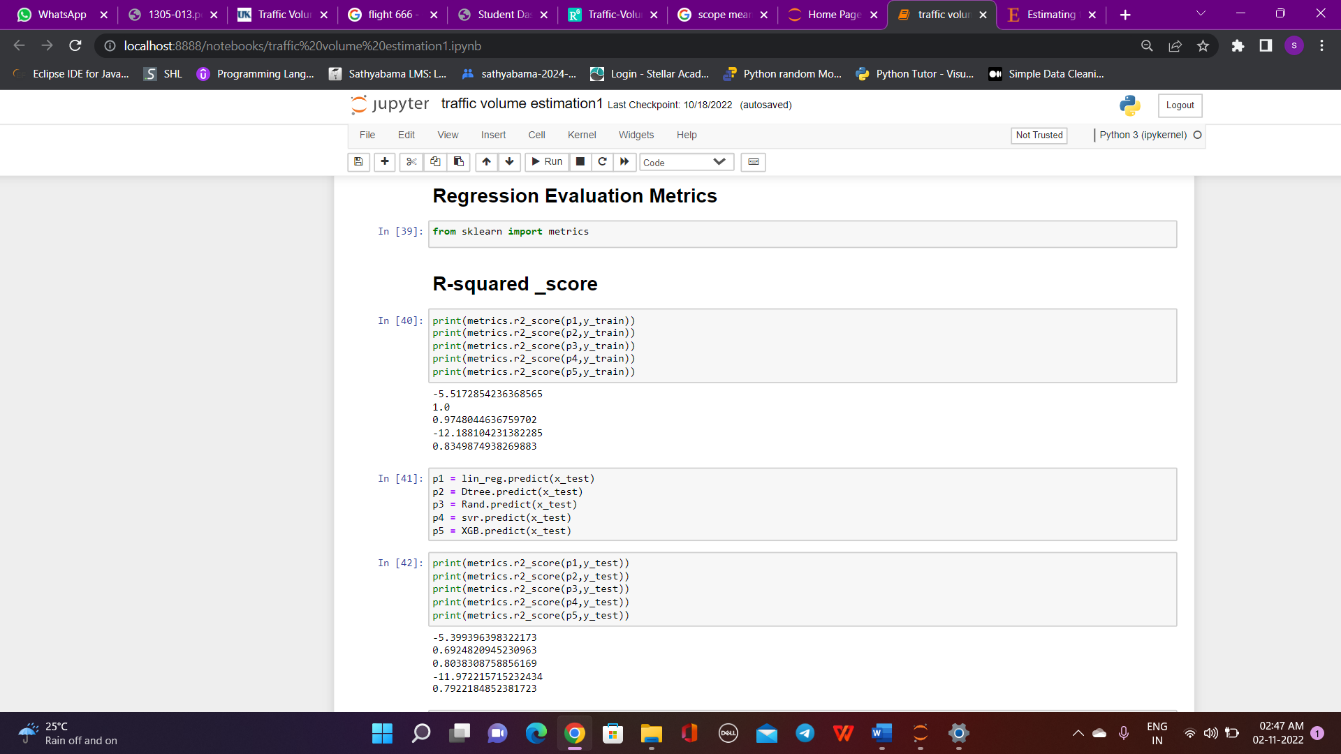 WhatsApp
1305-013.p
Traffic Volu
flight 666 -
Student Da
Traffic-Volu
scope mear
Home Page
traffic volur
Estimating
localhost:8888/notebooks/traffic%20volume%20estimation1.ipynb
Eclipse IDE for Java...
SHL
Programming Lang...
Sathyabama LMS: L...
sathyabama-2024-...
Login - Stellar Acad...
Python random Mo...
Python Tutor - Visu...
Simple Data Cleani...
jupyter traffic volume estimation1 Last Checkpoint: 10/18/2022 (autosaved)
Logout
File Edit View Insert Cell Kernel Widgets Help
Not Trusted
Python 3 (ipykernel)
Run
Code
Regression Evaluation Metrics
In [39]: from sklearn import metrics
R-squared _score
In [40]: print(metrics.r2_score(p1,y_train))
print(metrics.r2_score(p2,y_train))
print(metrics.r2_score(p3,y_train))
print(metrics.r2_score(p4,y_train))
print(metrics.r2_score(p5,y_train))
-5.5172854236368565
1.0
0.9748044636759702
-12.188104231382285
0.8349874938269883
In [41]: p1 = lin_reg.predict(x_test)
p2 = Dtree.predict(x_test)
p3 = Rand.predict(x_test)
p4 = svr.predict(x_test)
p5 = XGB.predict(x_test)
In [42]: print(metrics.r2_score(p1,y_test))
print(metrics.r2_score(p2,y_test))
print(metrics.r2_score(p3,y_test))
print(metrics.r2_score(p4,y_test))
print(metrics.r2_score(p5,y_test))
-5.399396398322173
0.6924820945230963
0.8038308758856169
-11.972215715232434
0.7922184852381723
25°C
Rain off and on
ENG
IN
02:47 AM
02-11-2022
1